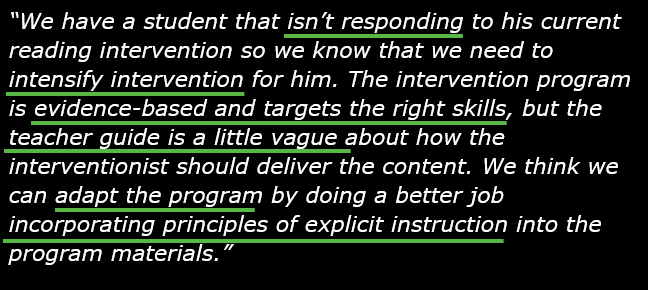 “We have a student that isn’t responding to his current
reading intervention so we know that we need to
intensify intervention for him. The intervention program
is evidence-based and targets the right skills, but the
teacher guide is a little vague about how the
interventionist should deliver the content. We think we
can adapt the program by doing a better job
incorporating principles of explicit instruction into the
program materials.”